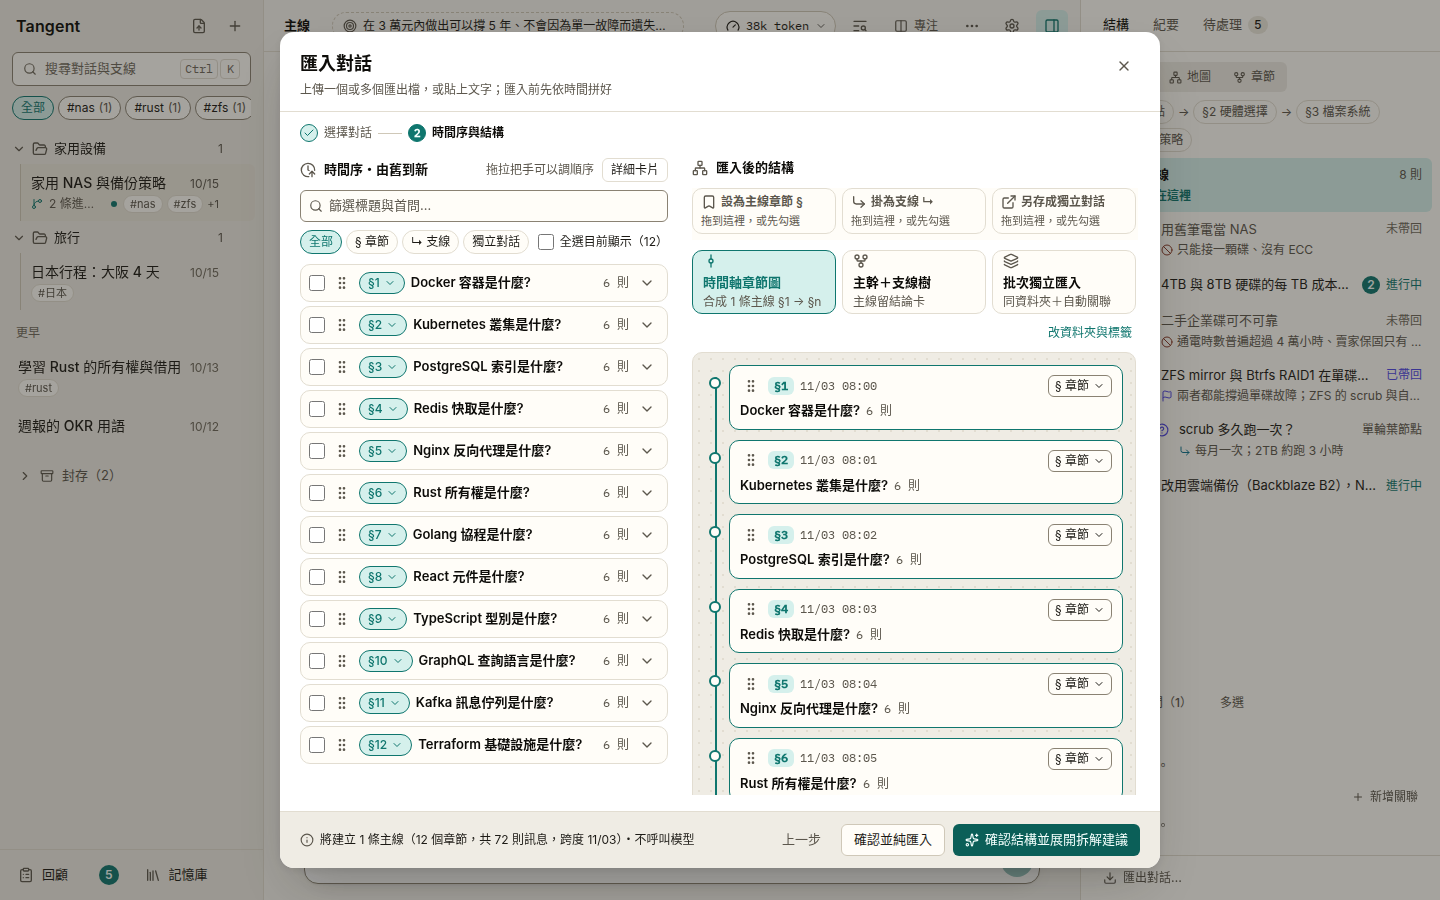 Tangent
搜尋對話與支線
Ctrl K
全部 #nas (1) #rust (1) #zfs (1)
家用設備 1
家用 NAS 與備份策略 10/15
2 條進... #nas #zfs +1
旅行 1
日本行程：大阪 4 天 10/15
#日本
更早
學習 Rust 的所有權與借用 10/13
#rust
週報的 OKR 用語 10/12
封存（2）
回顧 5 記憶庫
主線 在 3 萬元內做出可以撐 5 年、不會因為單一故障而遺失... 38k token 專注
匯入對話
上傳一個或多個匯出檔，或貼上文字；匯入前先依時間拼好
選擇對話 2 時間序與結構
時間序・由舊到新 拖拉把手可以調順序 詳細卡片
篩選標題與首問...
全部 § 章節 ↳ 支線 獨立對話 全選目前顯示（12）
§1 Docker 容器是什麼? 6 則
§2 Kubernetes 叢集是什麼? 6 則
§3 PostgreSQL 索引是什麼? 6 則
§4 Redis 快取是什麼? 6 則
§5 Nginx 反向代理是什麼? 6 則
§6 Rust 所有權是什麼? 6 則
§7 Golang 協程是什麼? 6 則
§8 React 元件是什麼? 6 則
§9 TypeScript 型別是什麼? 6 則
§10 GraphQL 查詢語言是什麼? 6 則
§11 Kafka 訊息佇列是什麼? 6 則
§12 Terraform 基礎設施是什麼? 6 則
匯入後的結構
設為主線章節 §
拖到這裡，或先勾選
掛為支線 ↳
拖到這裡，或先勾選
另存成獨立對話
拖到這裡，或先勾選
時間軸章節圖
合成 1 條主線 §1 → §n
主幹＋支線樹
主線留結論卡
批次獨立匯入
同資料夾＋自動關聯
改資料夾與標籤
§1 11/03 08:00 § 章節
Docker 容器是什麼? 6 則
§2 11/03 08:01 § 章節
Kubernetes 叢集是什麼? 6 則
§3 11/03 08:02 § 章節
PostgreSQL 索引是什麼? 6 則
§4 11/03 08:03 § 章節
Redis 快取是什麼? 6 則
§5 11/03 08:04 § 章節
Nginx 反向代理是什麼? 6 則
§6 11/03 08:05 § 章節
Rust 所有權是什麼? 6 則
將建立 1 條主線（12 個章節，共 72 則訊息，跨度 11/03）・不呼叫模型
上一步 確認並純匯入 確認結構並展開拆解建議
結構 紀要 待處理 5
地圖 章節
→ §2 硬體選擇 → §3 檔案系統
策略
線 8 則
在這裡
用舊筆電當 NAS 未帶回
只能接一顆碟、沒有 ECC
4TB 與 8TB 硬碟的每 TB 成本... 2 進行中
二手企業碟可不可靠 未帶回
通電時數普遍超過 4 萬小時、賣家保固只有 ...
ZFS mirror 與 Btrfs RAID1 在單碟... 已帶回
兩者都能撐過單碟故障；ZFS 的 scrub 與自...
scrub 多久跑一次？ 單輪葉節點
每月一次；2TB 約跑 3 小時
改用雲端備份（Backblaze B2），N... 進行中
（1） 多選
新增關聯
匯出對話...